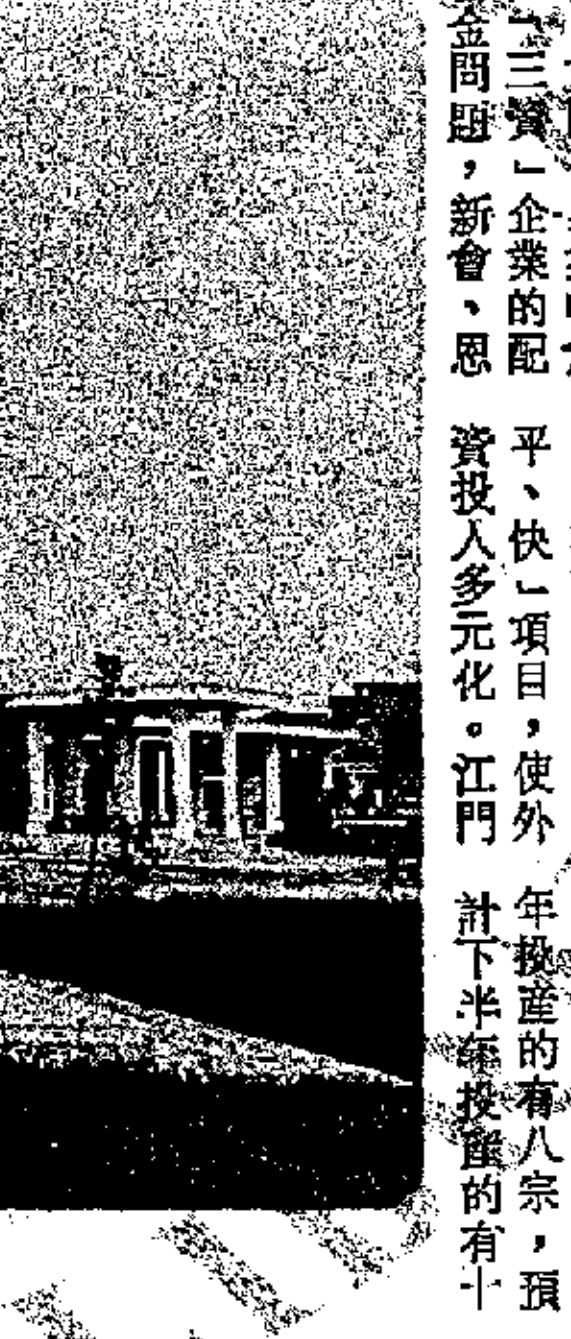 「三資」企業的配
金問題，新會、恩
平、快」項目，使外
資投人多元化。江門
年投產的有八宗，預
計下半年投產的有十